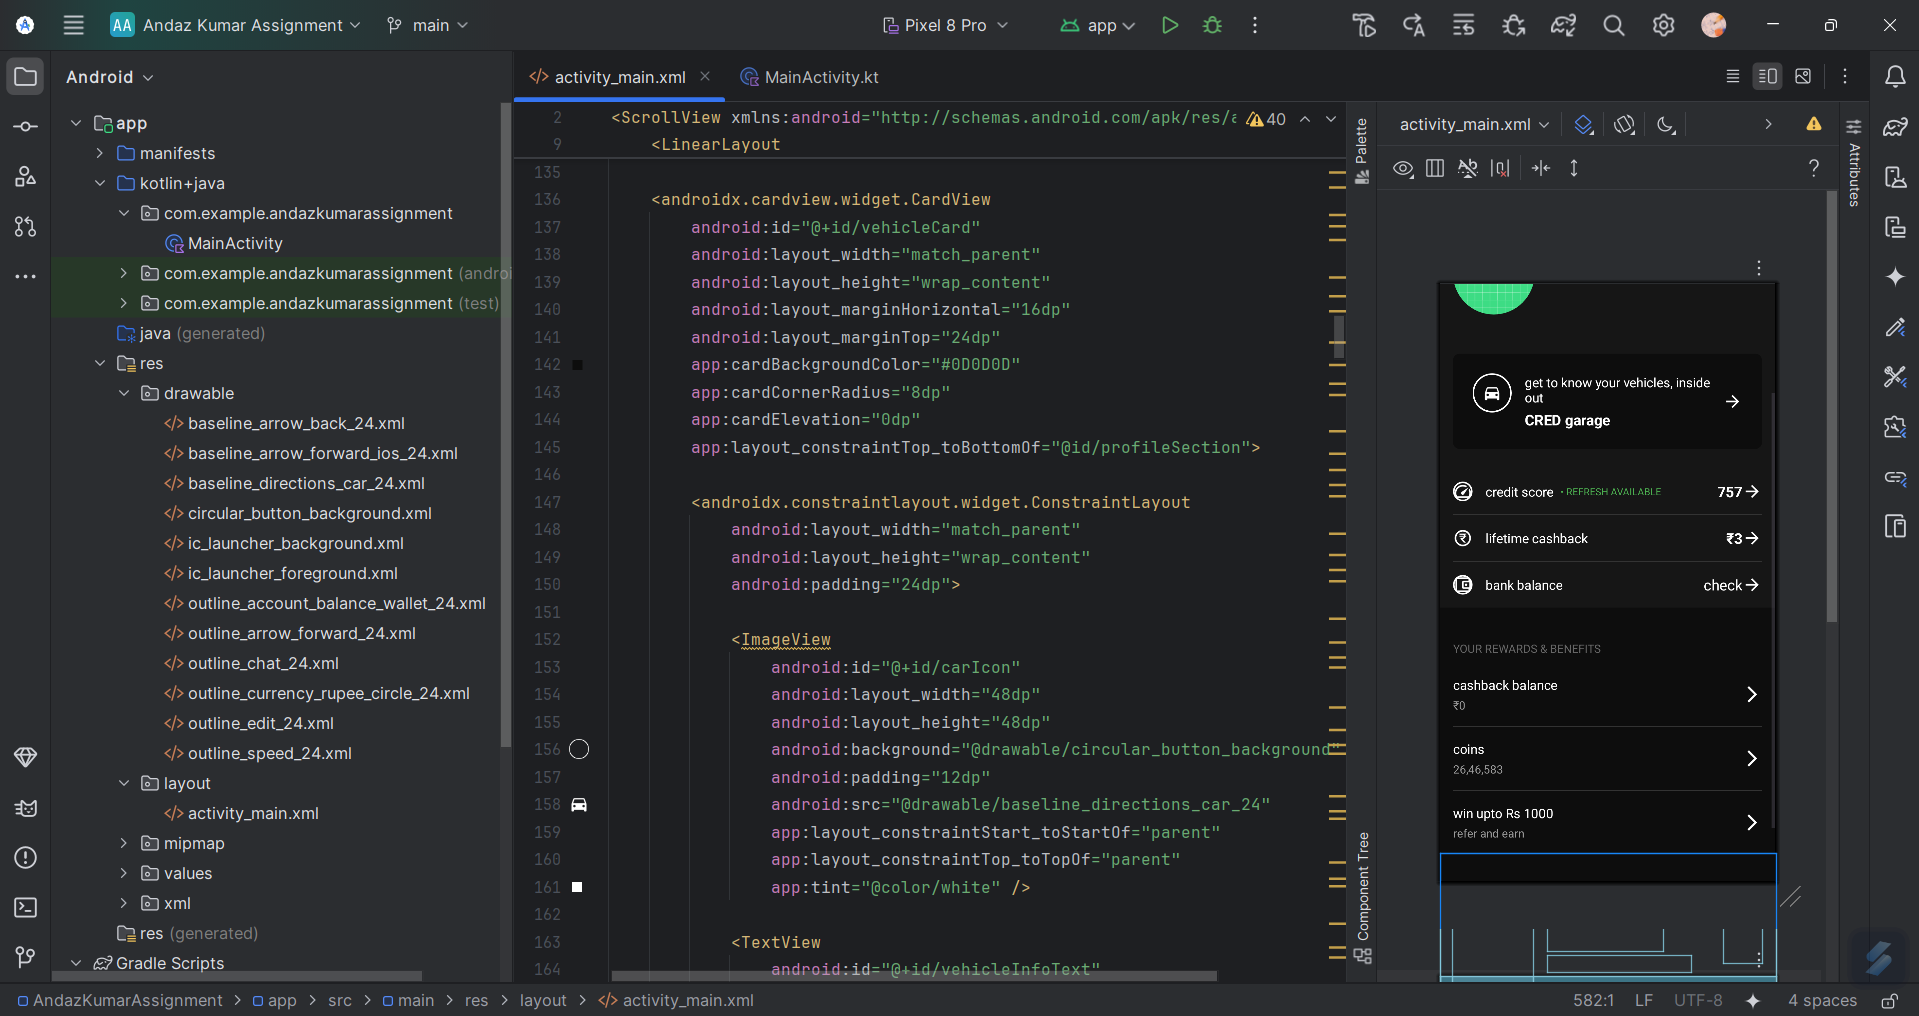 AA Andaz Kumar Assignment main Pixel 8 Pro app
Android
app
manifests
kotlin+java
com.example.andazkumarassignment
MainActivity
com.example.andazkumarassignment (androi
com.example.andazkumarassignment (test)
java (generated)
res
drawable
baseline_arrow_back_24.xml
baseline_arrow_forward_ios_24.xml
baseline_directions_car_24.xml
circular_button_background.xml
ic_launcher_background.xml
ic_launcher_foreground.xml
outline_account_balance_wallet_24.xml
outline_arrow_forward_24.xml
outline_chat_24.xml
outline_currency_rupee_circle_24.xml
outline_edit_24.xml
outline_speed_24.xml
layout
activity_main.xml
mipmap
values
xml
res (generated)
Gradle Scripts
activity_main.xml MainActivity.kt
2 <ScrollView xmlns:android="http://schemas.android.com/apk/res/a 40
9 <LinearLayout
135
136 <androidx.cardview.widget.CardView
137 android:id="@+id/vehicleCard"
138 android:layout_width="match_parent"
139 android:layout_height="wrap_content"
140 android:layout_marginHorizontal="16dp"
141 android:layout_marginTop="24dp"
142 app:cardBackgroundColor="#0D0D0D"
143 app:cardCornerRadius="8dp"
144 app:cardElevation="0dp"
145 app:layout_constraintTop_toBottomOf="@id/profileSection">
146
147 <androidx.constraintlayout.widget.ConstraintLayout
148 android:layout_width="match_parent"
149 android:layout_height="wrap_content"
150 android:padding="24dp">
151
152 <ImageView
153 android:id="@+id/carIcon"
154 android:layout_width="48dp"
155 android:layout_height="48dp"
156 android:background="@drawable/circular_button_background"
157 android:padding="12dp"
158 android:src="@drawable/baseline_directions_car_24"
159 app:layout_constraintStart_toStartOf="parent"
160 app:layout_constraintTop_toTopOf="parent"
161 app:tint="@color/white" />
162
163 <TextView
164 android:id="@+id/vehicleInfoText"
Palette
Component Tree
activity_main.xml
?
Attributes
get to know your vehicles, inside
out
CRED garage
credit score • REFRESH AVAILABLE 757
lifetime cashback ₹3
bank balance check
YOUR REWARDS & BENEFITS
cashback balance
₹0
coins
26,46,583
win upto Rs 1000
refer and earn
AndazKumarAssignment > app > src > main > res > layout > activity_main.xml 582:1 LF UTF-8 4 spaces